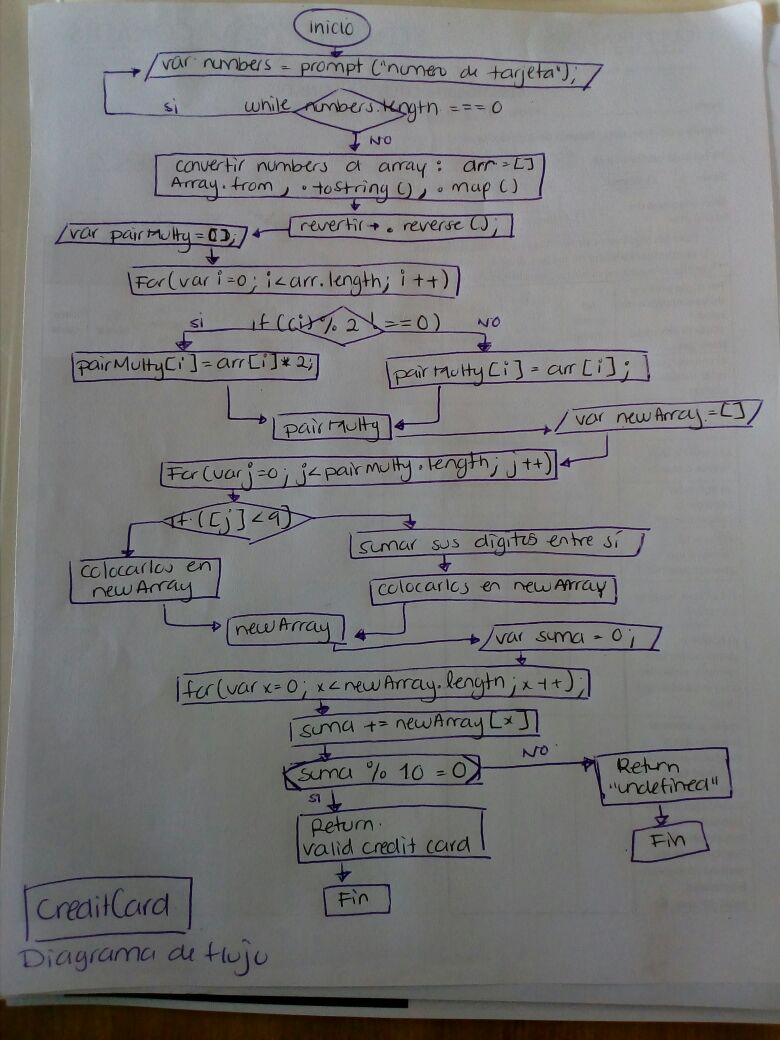 inicio
var numbers = prompt ("numero de tarjeta");
si while numbers.length === 0
NO
convertir numbers a array : arr = []
Array.from, .toString(), .map()
revertir → . reverse();
var pairMulty = [];
For(var i=0; i<arr.length; i++)
si if ((i) % 2 ! ==0) NO
pairMulty[i] = arr[i] * 2;
pairMulty[i] = arr[i];
pairMulty
var newArray = []
For(var j=0; j<pairmulty.length; j++)
if ([j] < 9)
sumar sus digitos entre sí
colocarlos en
newArray
colocarlos en newArray
newArray
var suma = 0;
for(var x=0; x<newArray.length; x++);
suma += newArray[x]
suma % 10 = 0
NO
Return
"undefined"
si
Return.
valid credit card
Fin
Fin
CreditCard
Diagrama de flujo